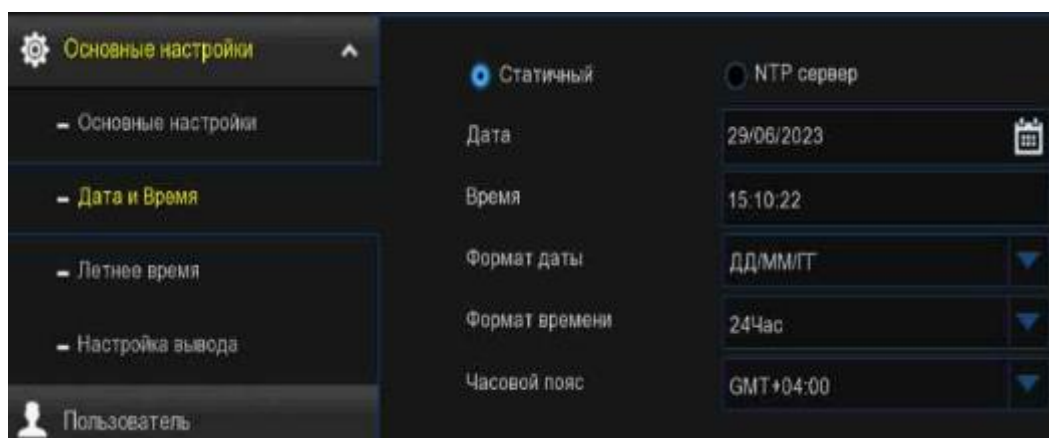 Основные настройки
– Основные настройки
– Дата и Время
– Летнее время
– Настройка вывода
Пользователь
Статичный NTP сервер
Дата 29/06/2023
Время 15:10:22
Формат даты ДД/ММ/ГГ
Формат времени 24Час
Часовой пояс GMT+04:00